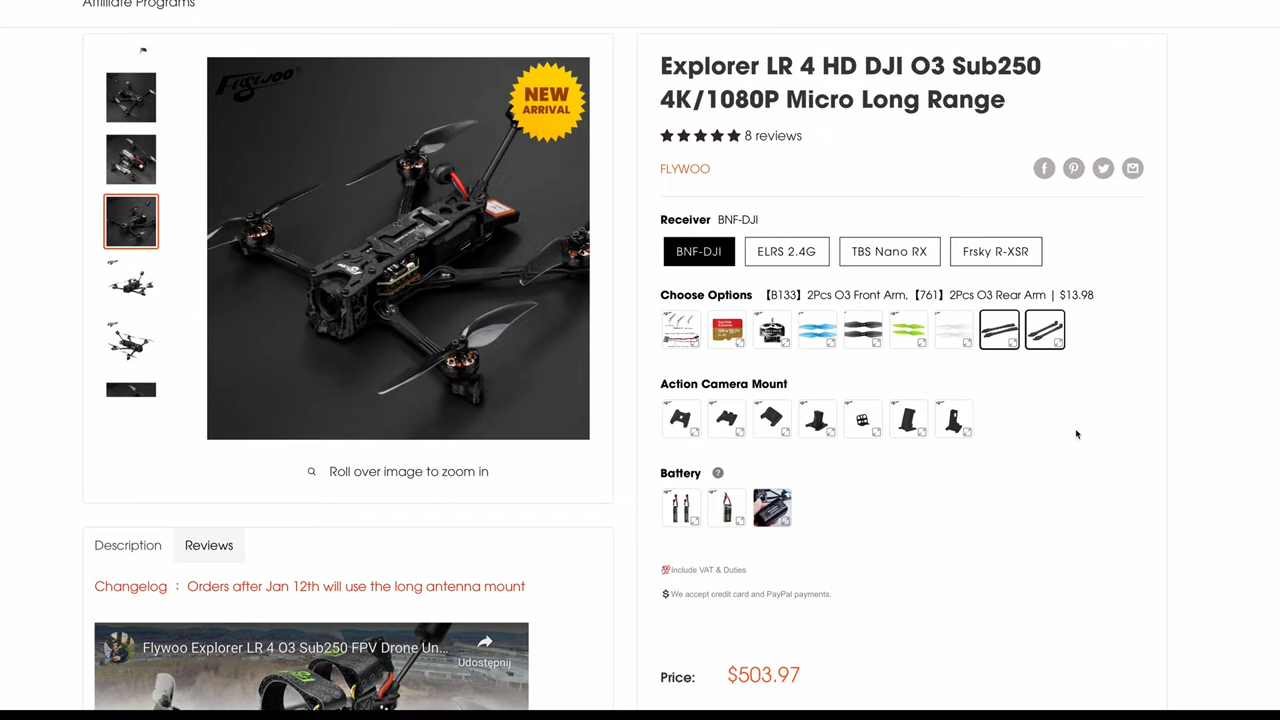 Affiliate Programs
Flywoo
NEW
ARRIVAL
Roll over image to zoom in
Description
Reviews
Changelog ： Orders after Jan 12th will use the long antenna mount
Flywoo Explorer LR 4 O3 Sub250 FPV Drone Un...
Udostępnij
Explorer LR 4 HD DJI O3 Sub250
4K/1080P Micro Long Range
8 reviews
FLYWOO
Receiver BNF-DJI
BNF-DJI
ELRS 2.4G
TBS Nano RX
Frsky R-XSR
Choose Options 【B133】2Pcs O3 Front Arm,【761】2Pcs O3 Rear Arm | $13.98
Action Camera Mount
Battery ?
💯Include VAT & Duties
💲We accept credit card and PayPal payments.
Price: $503.97